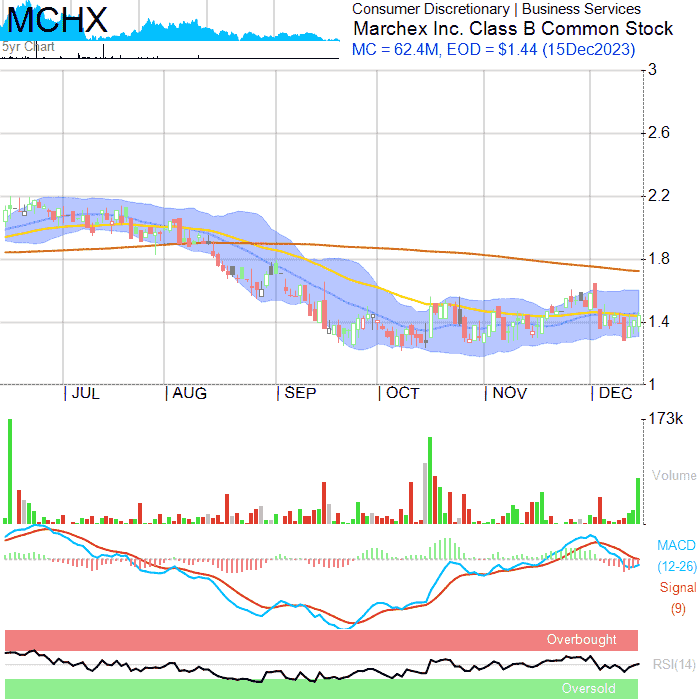 MCHX
5yr Chart
Consumer Discretionary | Business Services
Marchex Inc. Class B Common Stock
MC = 62.4M, EOD = $1.44 (15Dec2023)
3
2.6
2.2
1.8
1.4
1
| JUL | AUG | SEP | OCT | NOV | DEC
173k
Volume
MACD
(12-26)
Signal
(9)
Overbought
RSI(14)
Oversold